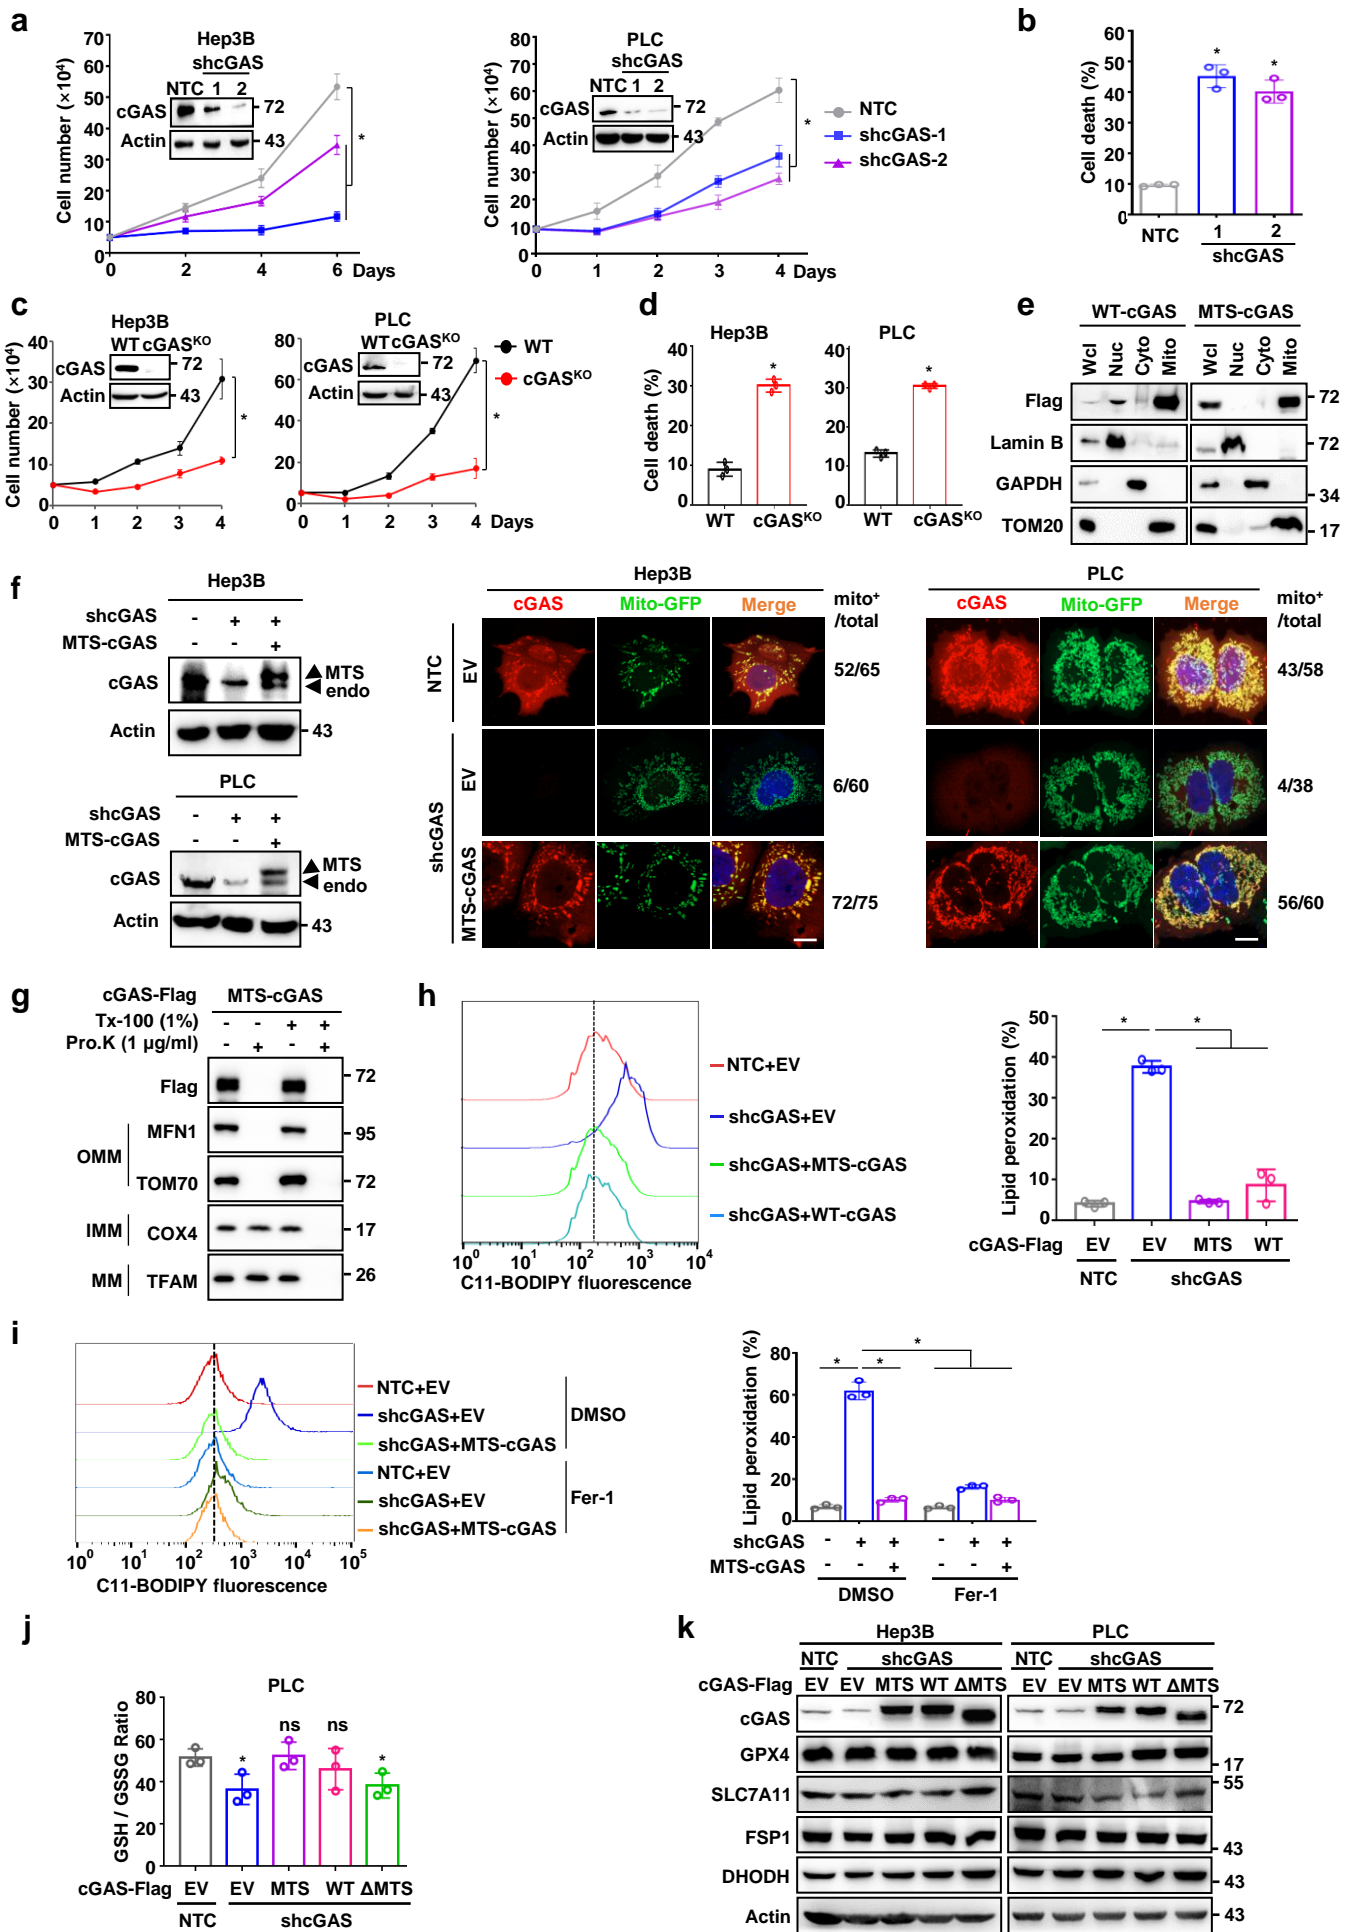 a
Hep3B
shcGAS
NTC 1 2
cGAS
72
Actin
43
Cell number (×10⁴)
70
60
50
40
30
20
10
0
0 2 4 6 Days
*
PLC
shcGAS
NTC 1 2
cGAS
72
Actin
43
Cell number (×10⁴)
80
70
60
50
40
30
20
10
0
0 1 2 3 4 Days
*
NTC
shcGAS-1
shcGAS-2
b
Cell death (%)
60
50
40
30
20
10
0
* *
NTC 1 2
shcGAS
c
Hep3B
WT cGASᴷᴼ
cGAS
72
Actin
43
Cell number (×10⁴)
40
30
20
10
0
0 1 2 3 4
*
PLC
WT cGASᴷᴼ
cGAS
72
Actin
43
80
60
40
20
0
0 1 2 3 4 Days
*
WT
cGASᴷᴼ
d
Hep3B
Cell death (%)
40
30
20
10
0
*
WT cGASᴷᴼ
PLC
40
30
20
10
0
*
WT cGASᴷᴼ
e
WT-cGAS MTS-cGAS
Wcl Nuc Cyto Mito Wcl Nuc Cyto Mito
Flag 72
Lamin B 72
GAPDH 34
TOM20 17
f
Hep3B
shcGAS - + +
MTS-cGAS - - +
cGAS MTS
endo
Actin 43
PLC
shcGAS - + +
MTS-cGAS - - +
cGAS MTS
endo
Actin 43
Hep3B
cGAS Mito-GFP Merge mito⁺
/total
NTC
EV
52/65
shcGAS
EV
6/60
MTS-cGAS
72/75
PLC
cGAS Mito-GFP Merge mito⁺
/total
43/58
4/38
56/60
g
cGAS-Flag MTS-cGAS
Tx-100 (1%) - - + +
Pro.K (1 μg/ml) - + - +
Flag 72
OMM
MFN1 95
TOM70 72
IMM COX4 17
MM TFAM 26
h
NTC+EV
shcGAS+EV
shcGAS+MTS-cGAS
shcGAS+WT-cGAS
10⁰ 10¹ 10² 10³ 10⁴
C11-BODIPY fluorescence
Lipid peroxidation (%)
50
40
30
20
10
0
* *
cGAS-Flag EV EV MTS WT
NTC shcGAS
i
NTC+EV
shcGAS+EV
shcGAS+MTS-cGAS
DMSO
NTC+EV
shcGAS+EV
shcGAS+MTS-cGAS
Fer-1
10⁰ 10¹ 10² 10³ 10⁴ 10⁵
C11-BODIPY fluorescence
Lipid peroxidation (%)
80
60
40
20
0
*
* *
shcGAS - + + - + +
MTS-cGAS - - + - - +
DMSO Fer-1
j
PLC
GSH / GSSG Ratio
80
60
40
20
0
* ns ns *
cGAS-Flag EV EV MTS WT ΔMTS
NTC shcGAS
k
Hep3B PLC
NTC shcGAS NTC shcGAS
cGAS-Flag EV EV MTS WT ΔMTS EV EV MTS WT ΔMTS
cGAS 72
GPX4 17
SLC7A11 55
FSP1 43
DHODH 43
Actin 43